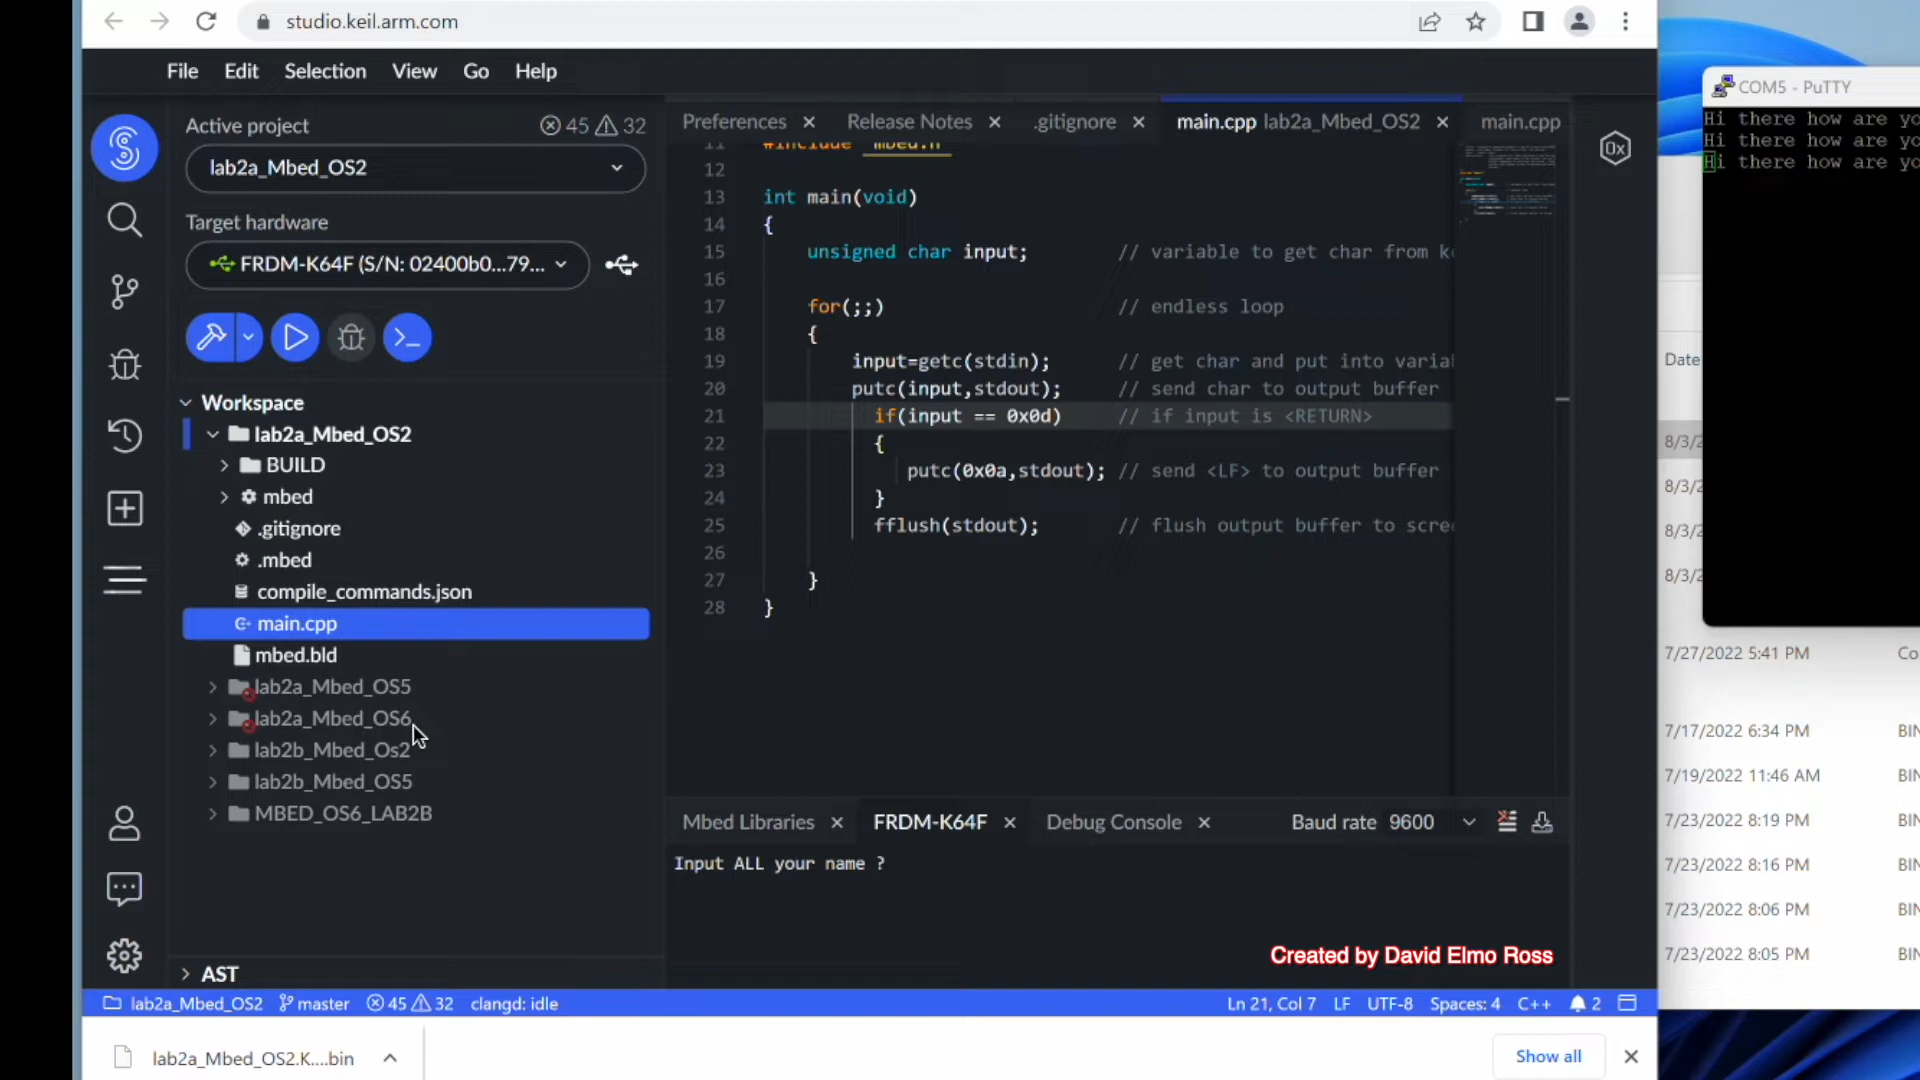 studio.keil.arm.com
File Edit Selection View Go Help
Active project 45 32
lab2a_Mbed_OS2
Target hardware
FRDM-K64F (S/N: 02400b0...79...
Workspace
lab2a_Mbed_OS2
BUILD
mbed
.gitignore
.mbed
compile_commands.json
main.cpp
mbed.bld
lab2a_Mbed_OS5
lab2a_Mbed_OS6
lab2b_Mbed_Os2
lab2b_Mbed_OS5
MBED_OS6_LAB2B
AST
Preferences Release Notes .gitignore main.cpp lab2a_Mbed_OS2 main.cpp
11 #include "mbed.h"
12
13 int main(void)
14 {
15 unsigned char input; // variable to get char from k
16
17 for(;;) // endless loop
18 {
19 input=getc(stdin); // get char and put into varia
20 putc(input,stdout); // send char to output buffer
21 if(input == 0x0d) // if input is <RETURN>
22 {
23 putc(0x0a,stdout); // send <LF> to output buffer
24 }
25 fflush(stdout); // flush output buffer to scre
26
27 }
28 }
0x
Mbed Libraries FRDM-K64F Debug Console Baud rate 9600
Input ALL your name ?
Created by David Elmo Ross
lab2a_Mbed_OS2 master 45 32 clangd: idle Ln 21, Col 7 LF UTF-8 Spaces: 4 C++ 2
lab2a_Mbed_OS2.K....bin Show all
COM5 - PuTTY
Hi there how are yo
Hi there how are yo
Hi there how are yo
Date
8/3/2
8/3/2
8/3/2
8/3/2
7/27/2022 5:41 PM Co
7/17/2022 6:34 PM BIN
7/19/2022 11:46 AM BIN
7/23/2022 8:19 PM BIN
7/23/2022 8:16 PM BIN
7/23/2022 8:06 PM BIN
7/23/2022 8:05 PM BIN